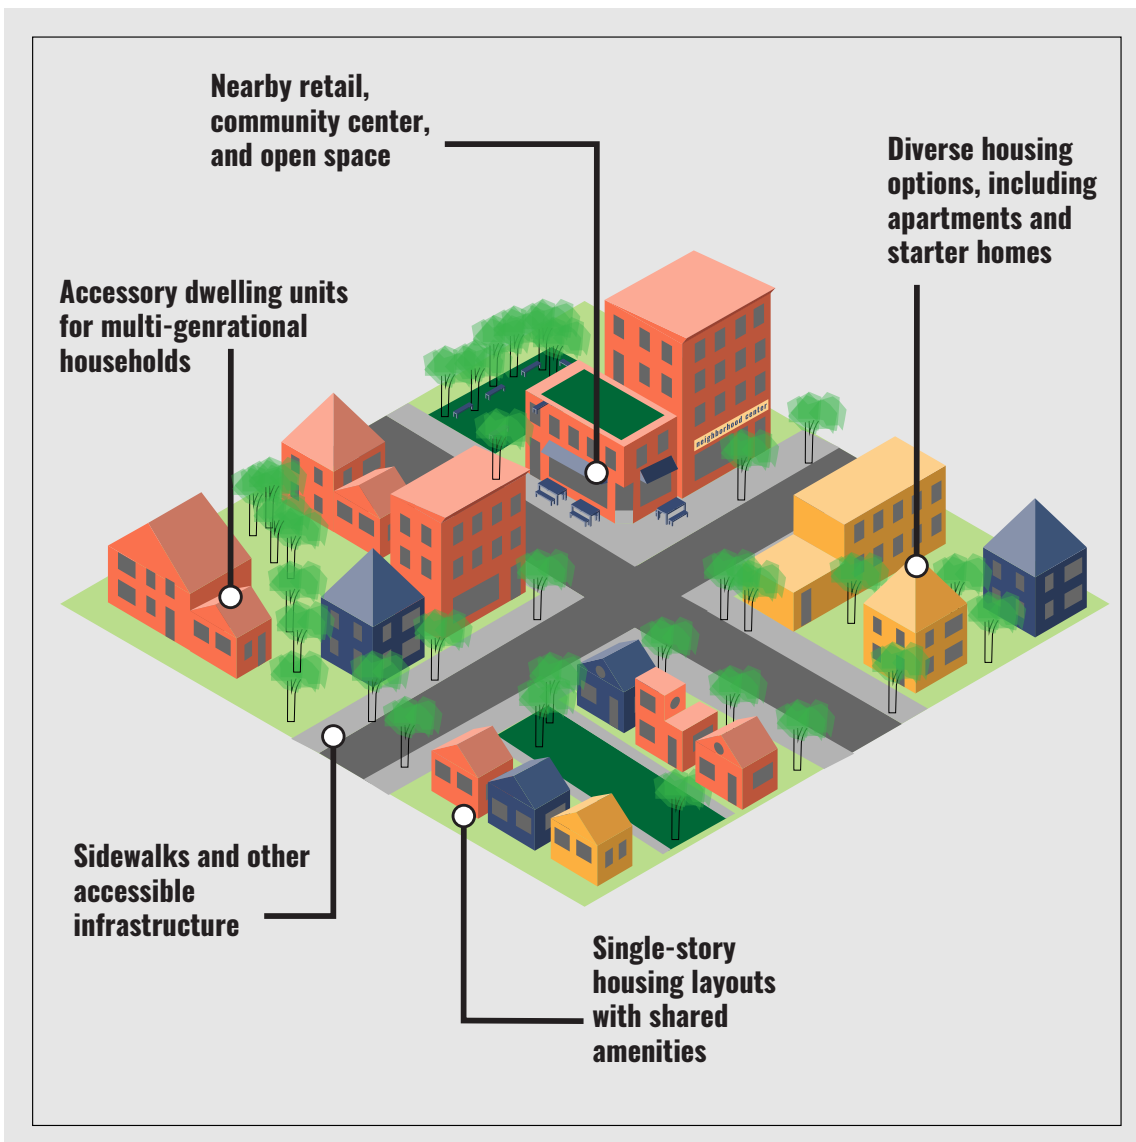 Nearby retail,
community center,
and open space
Diverse housing
options, including
apartments and
starter homes
Accessory dwelling units
for multi-genrational
households
neighborhood center
Sidewalks and other
accessible
infrastructure
Single-story
housing layouts
with shared
amenities